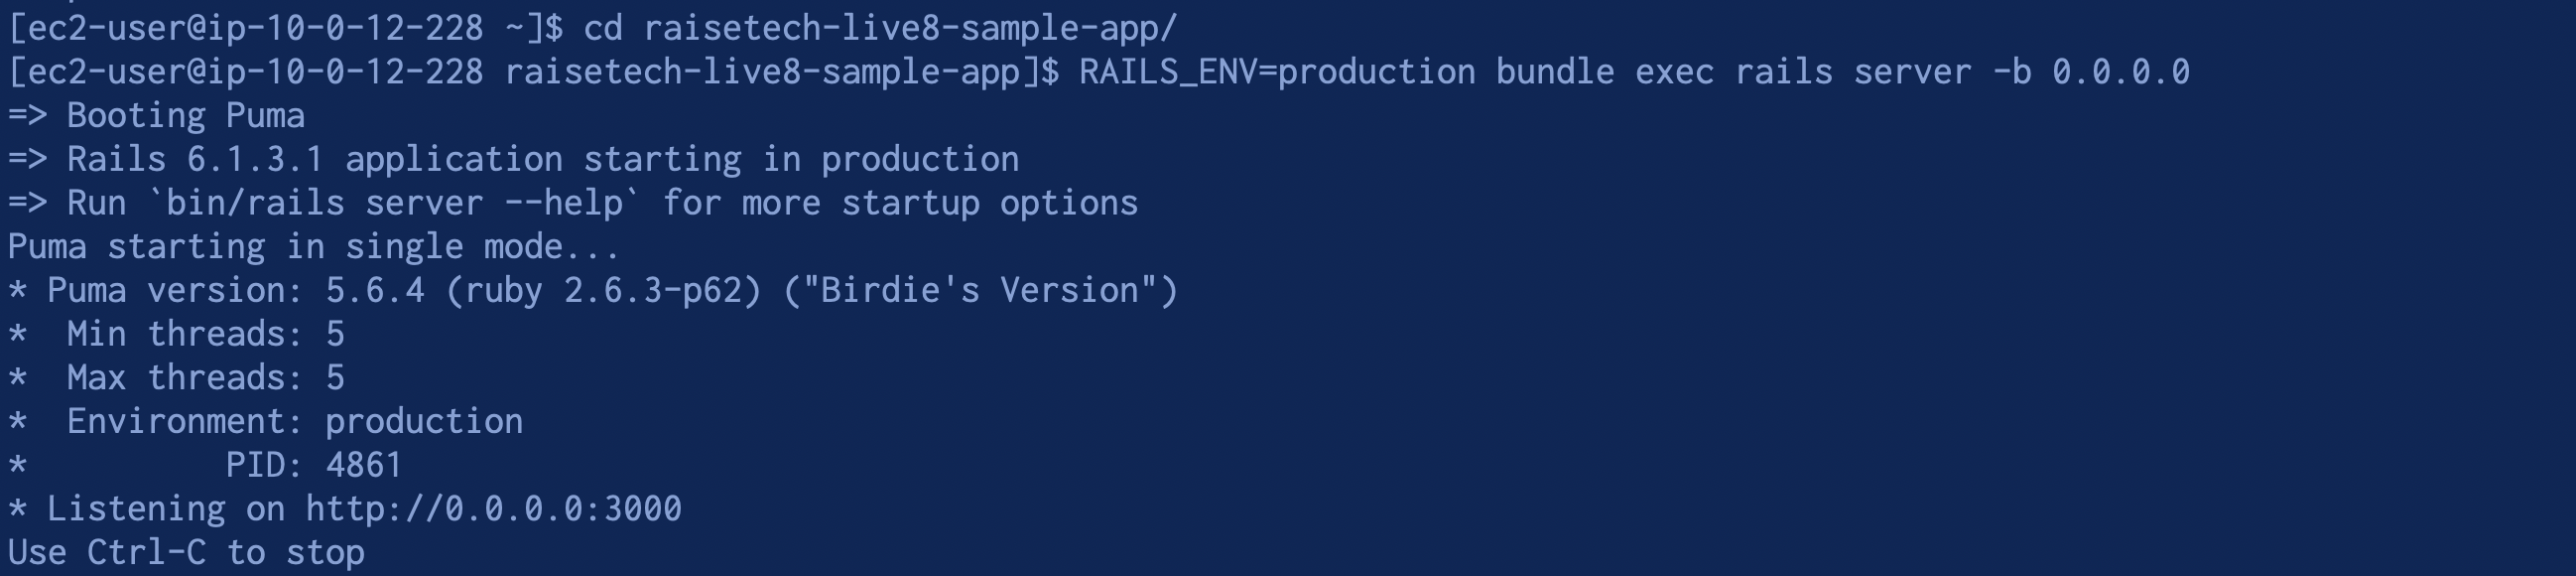 [ec2-user@ip-10-0-12-228 ~]$ cd raisetech-live8-sample-app/
[ec2-user@ip-10-0-12-228 raisetech-live8-sample-app]$ RAILS_ENV=production bundle exec rails server -b 0.0.0.0
=> Booting Puma
=> Rails 6.1.3.1 application starting in production
=> Run `bin/rails server --help` for more startup options
Puma starting in single mode...
* Puma version: 5.6.4 (ruby 2.6.3-p62) ("Birdie's Version")
*  Min threads: 5
*  Max threads: 5
*  Environment: production
*          PID: 4861
* Listening on http://0.0.0.0:3000
Use Ctrl-C to stop